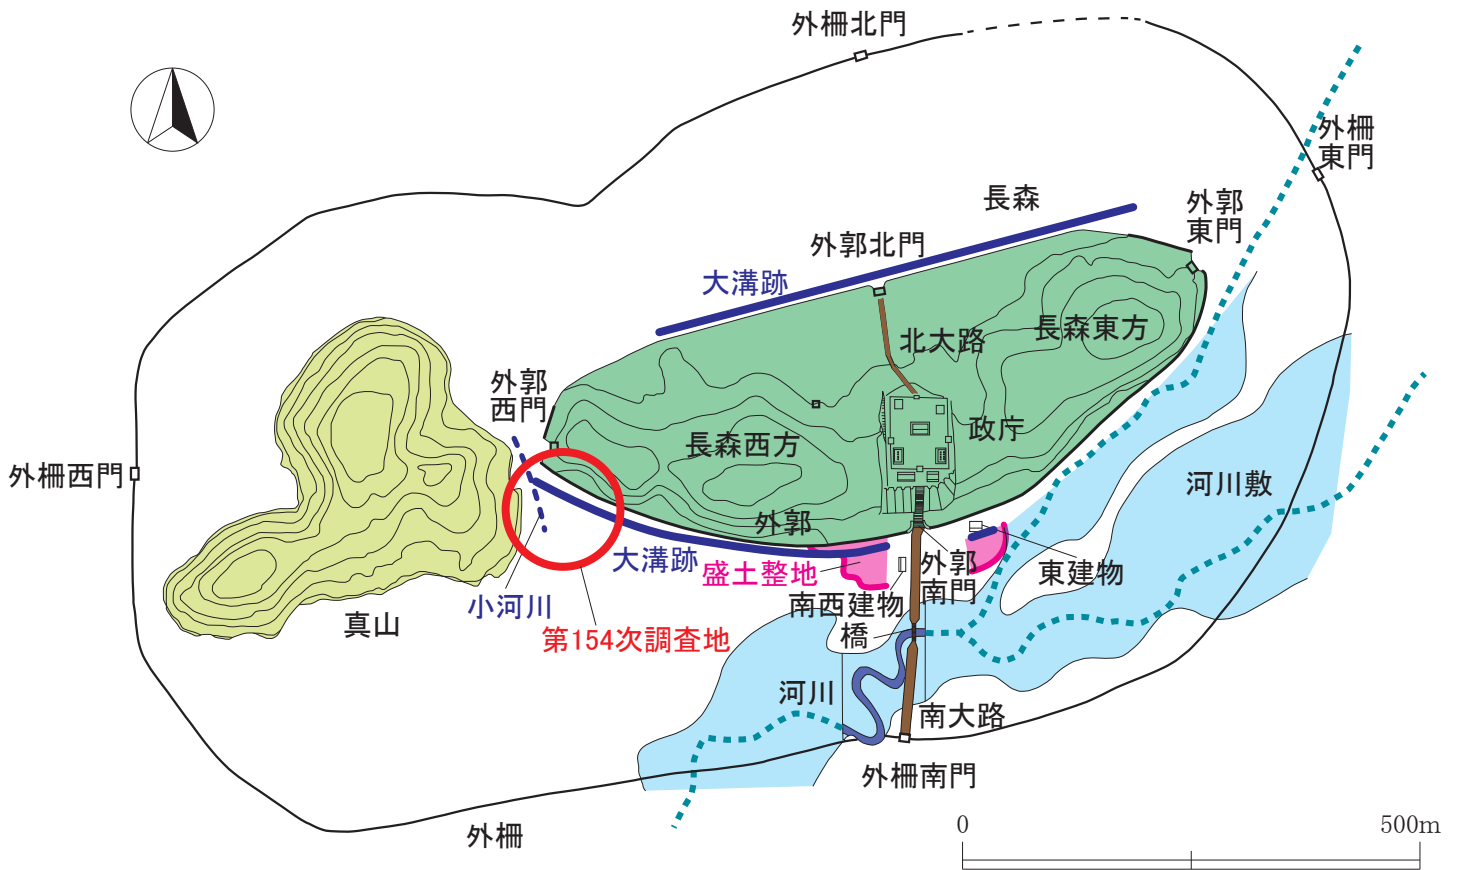 外柵北門
外柵
東門
長森
外郭
東門
外郭北門
大溝跡
北大路
長森東方
外郭
西門
政庁
長森西方
外柵西門
河川敷
外郭
大溝跡
盛土整地
外郭
南門
東建物
小河川
南西建物
真山
第154次調査地
橋
河川
南大路
外柵南門
外柵
0
500m